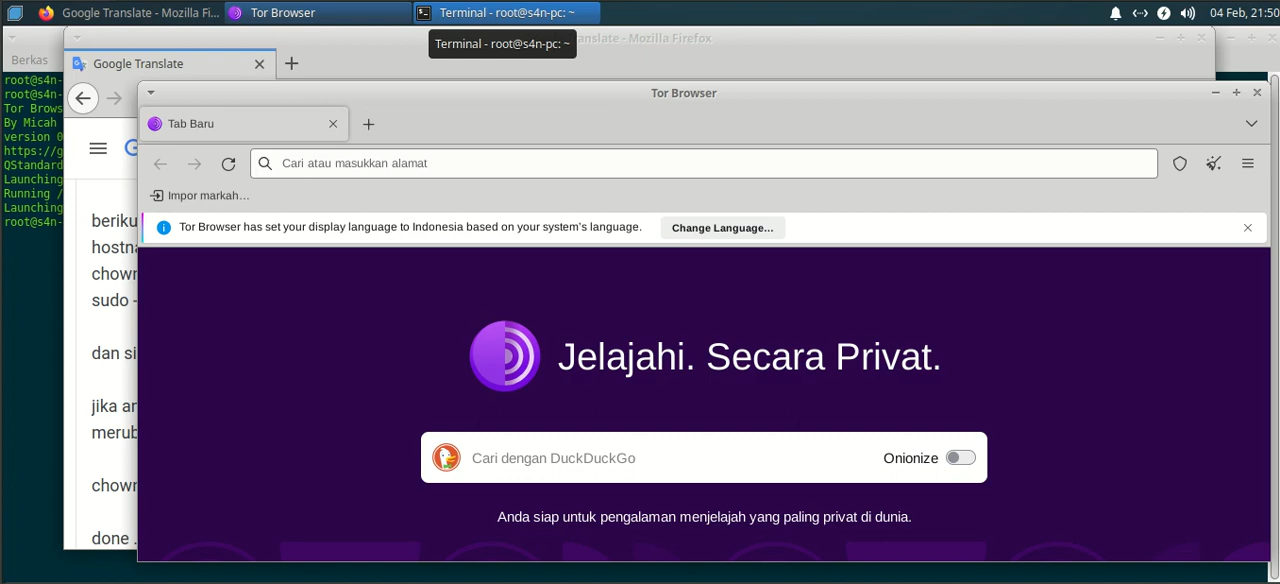 Google Translate - Mozilla Fi...
Tor Browser
Terminal - root@s4n-pc: ~
04 Feb, 21:50
Terminal - root@s4n-pc: ~
anslate - Mozilla Firefox
Berkas
Google Translate
root@s4n-
root@s4n-
Tor Brows
By Micah
version 0
https://g
QStandard
Launching
Running /
Launching
root@s4n-
beriku
hostna
chown
sudo -
dan si
jika an
merub
chown
done .
Tor Browser
Tab Baru
Cari atau masukkan alamat
Impor markah...
Tor Browser has set your display language to Indonesia based on your system's language.
Change Language...
Jelajahi. Secara Privat.
Cari dengan DuckDuckGo
Onionize
Anda siap untuk pengalaman menjelajah yang paling privat di dunia.